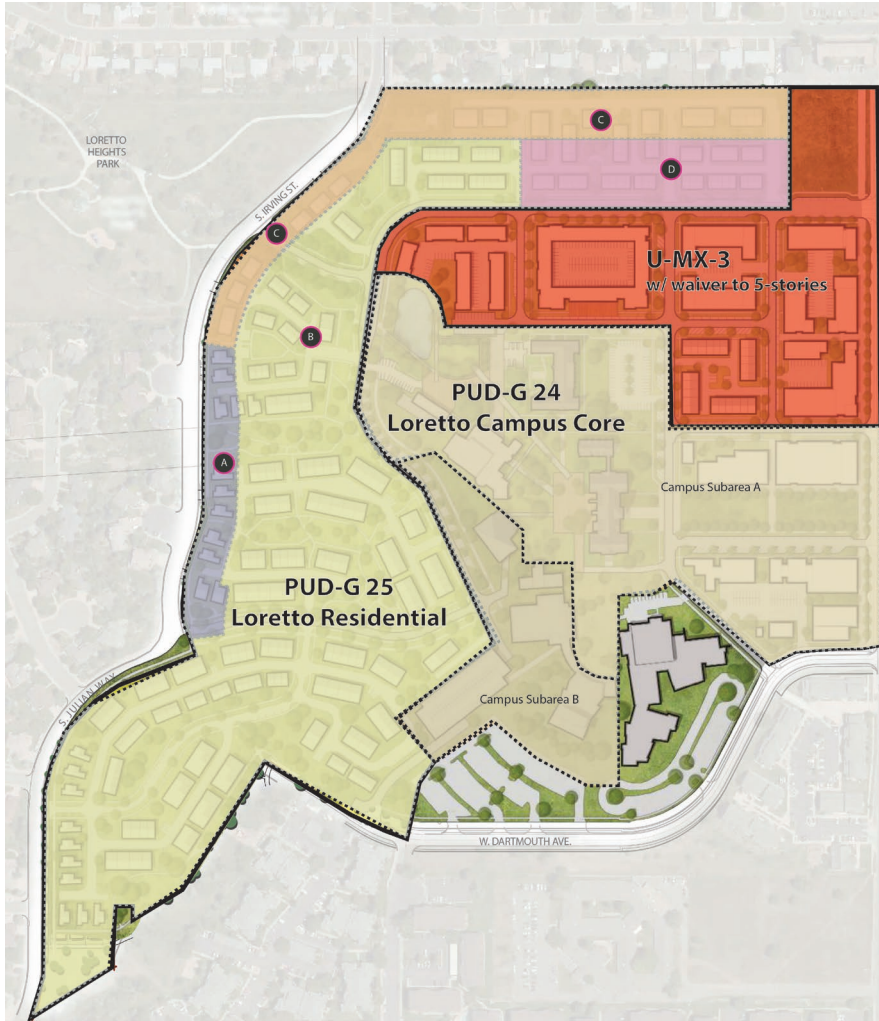 LORETTO
HEIGHTS
PARK
C
D
S. IRVING ST.
C
U-MX-3
w/ waiver to 5-stories
B
PUD-G 24
Loretto Campus Core
A
Campus Subarea A
PUD-G 25
Loretto Residential
S. JULIAN WAY
Campus Subarea B
W. DARTMOUTH AVE.